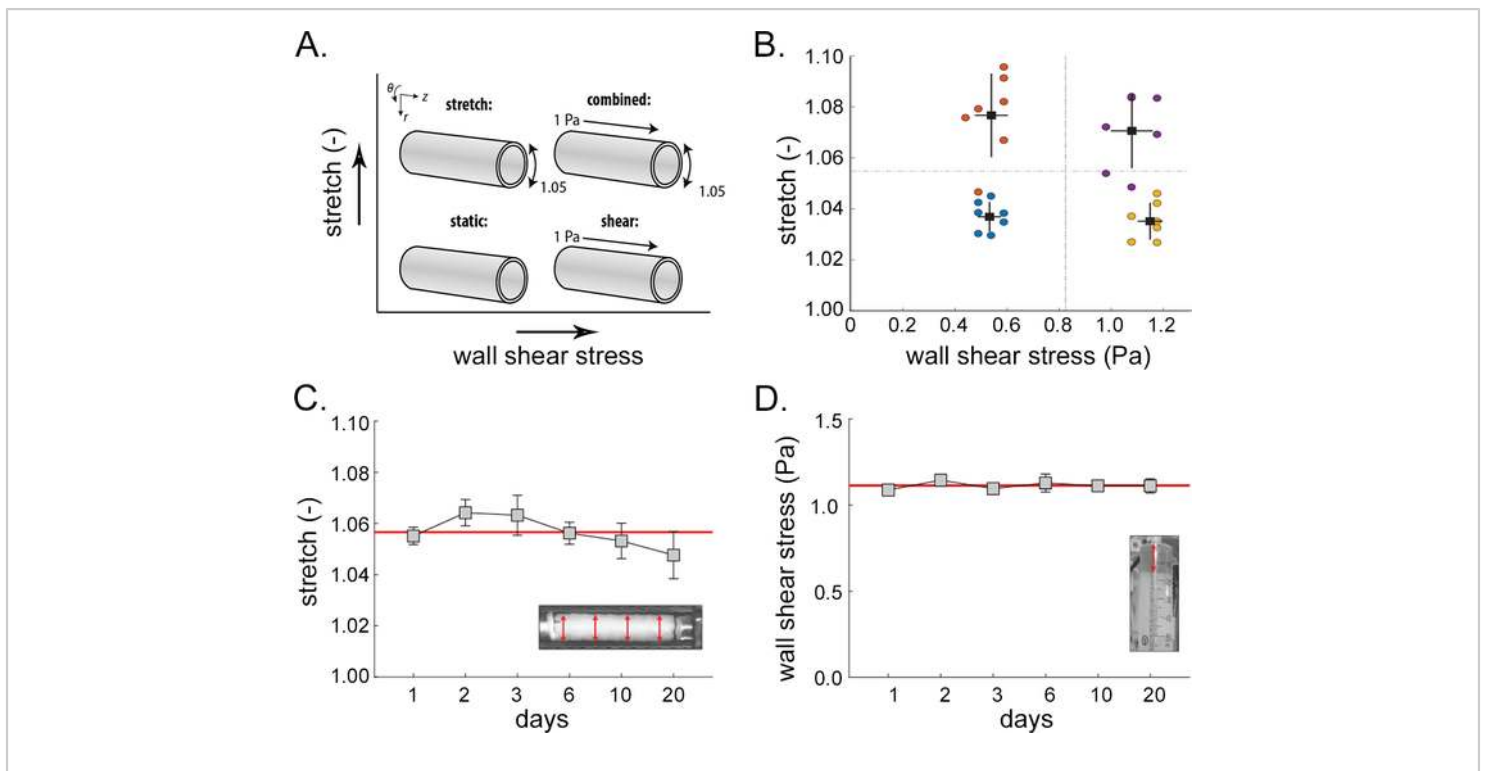 A.
θ
z
r
stretch:
combined:
1 Pa
1.05
1.05
static:
shear:
1 Pa
stretch (-)
wall shear stress
B.
1.10
1.08
1.06
1.04
1.02
1.00
stretch (-)
0 0.2 0.4 0.6 0.8 1.0 1.2
wall shear stress (Pa)
C.
1.10
1.08
1.06
1.04
1.02
1.00
stretch (-)
1 2 3 6 10 20
days
D.
1.5
1.0
0.5
0.0
wall shear stress (Pa)
1 2 3 6 10 20
days